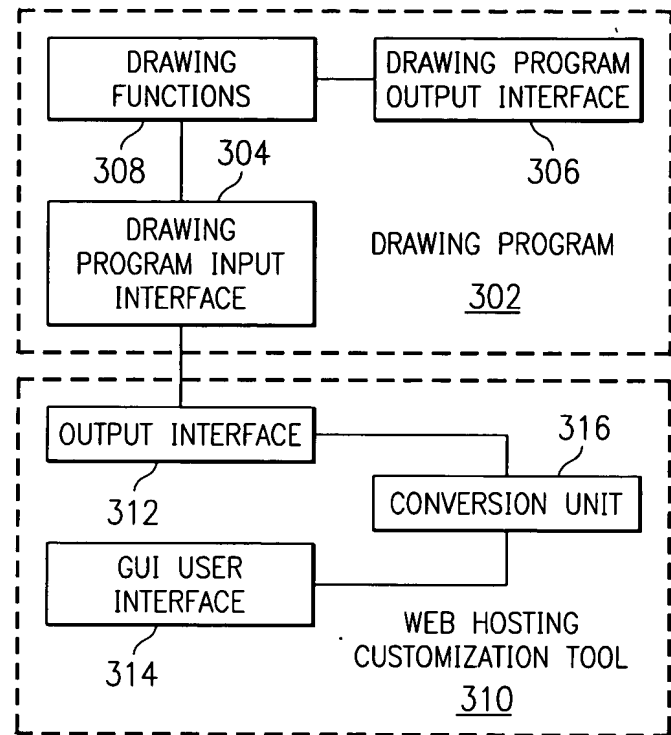 DRAWING
FUNCTIONS
308
DRAWING PROGRAM
OUTPUT INTERFACE
306
304
DRAWING
PROGRAM INPUT
INTERFACE
DRAWING PROGRAM
302
OUTPUT INTERFACE
312
316
CONVERSION UNIT
GUI USER
INTERFACE
314
WEB HOSTING
CUSTOMIZATION TOOL
310